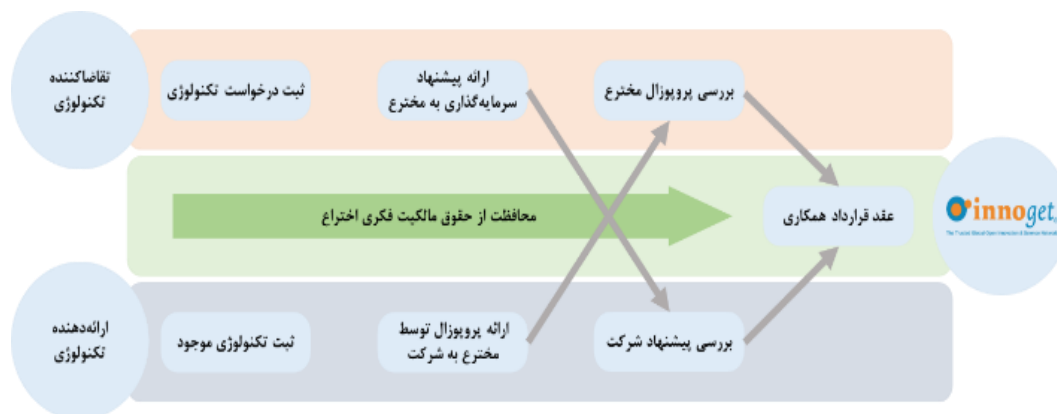 تقاضاکننده
تکنولوژی
ثبت درخواست تکنولوژی
ارائه پیشنهاد
سرمایه‌گذاری به مخترع
بررسی پروپوزال مخترع
محافظت از حقوق مالکیت فکری اختراع
عقد قرارداد همکاری
innoget
ارائه‌دهنده
تکنولوژی
ثبت تکنولوژی موجود
ارائه پروپوزال توسط
مخترع به شرکت
بررسی پیشنهاد شرکت